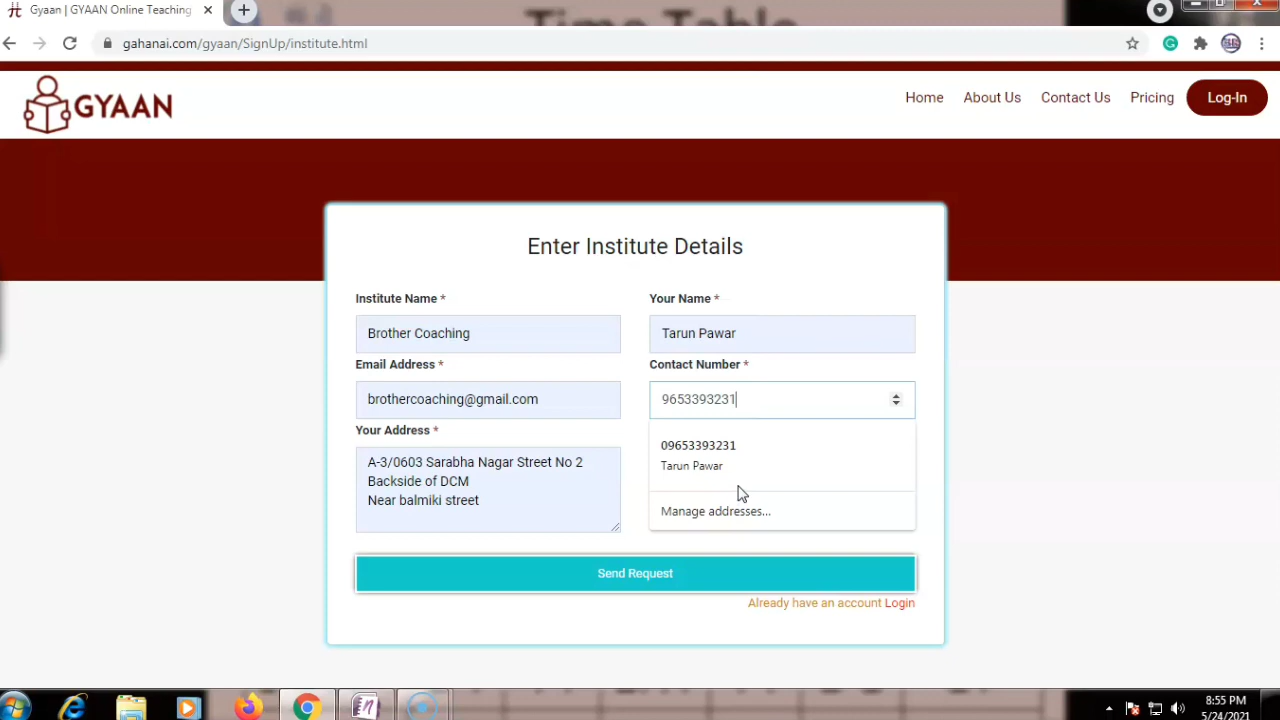 Time Table
Gyaan | GYAAN Online Teaching
gahanai.com/gyaan/SignUp/institute.html
GYAAN
Home
About Us
Contact Us
Pricing
Log-In
Enter Institute Details
Institute Name *
Your Name *
Brother Coaching
Tarun Pawar
Email Address *
Contact Number *
brothercoaching@gmail.com
9653393231
Your Address *
09653393231
Tarun Pawar
A-3/0603 Sarabha Nagar Street No 2
Backside of DCM
Near balmiki street
Manage addresses...
Send Request
Already have an account Login
8:55 PM
5/24/2021